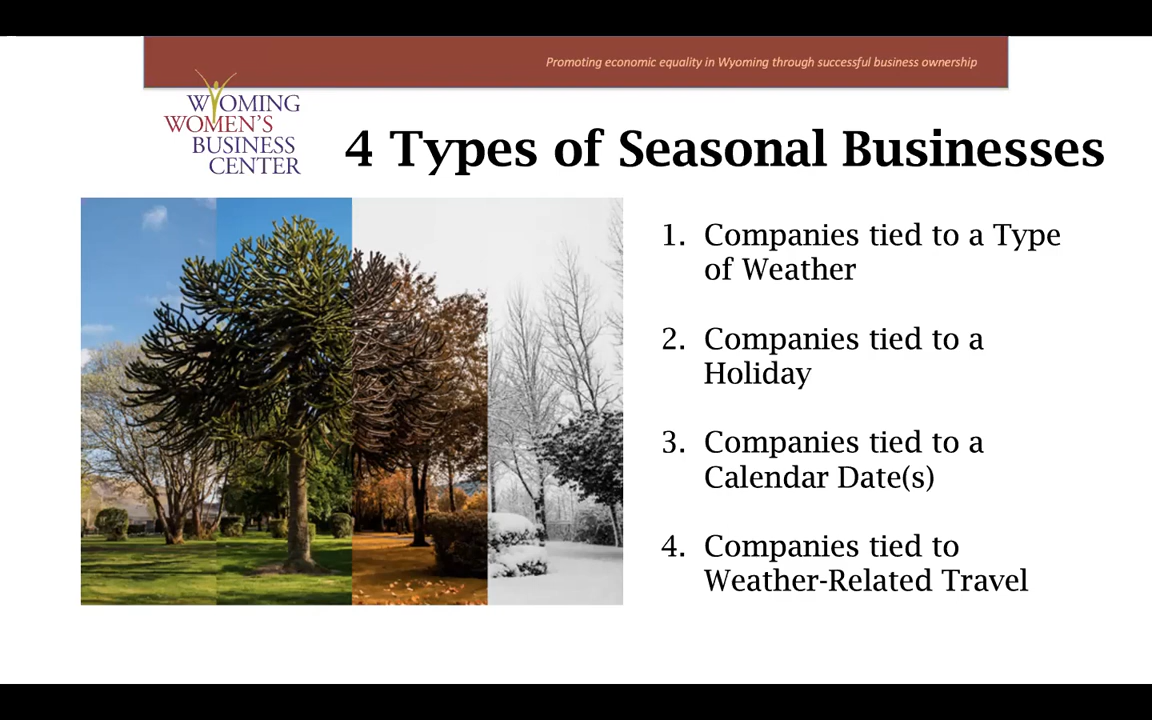 Promoting economic equality in Wyoming through successful business ownership
WYOMING
WOMEN'S
BUSINESS
CENTER
4 Types of Seasonal Businesses
1. Companies tied to a Type
of Weather
2. Companies tied to a
Holiday
3. Companies tied to a
Calendar Date(s)
4. Companies tied to
Weather-Related Travel